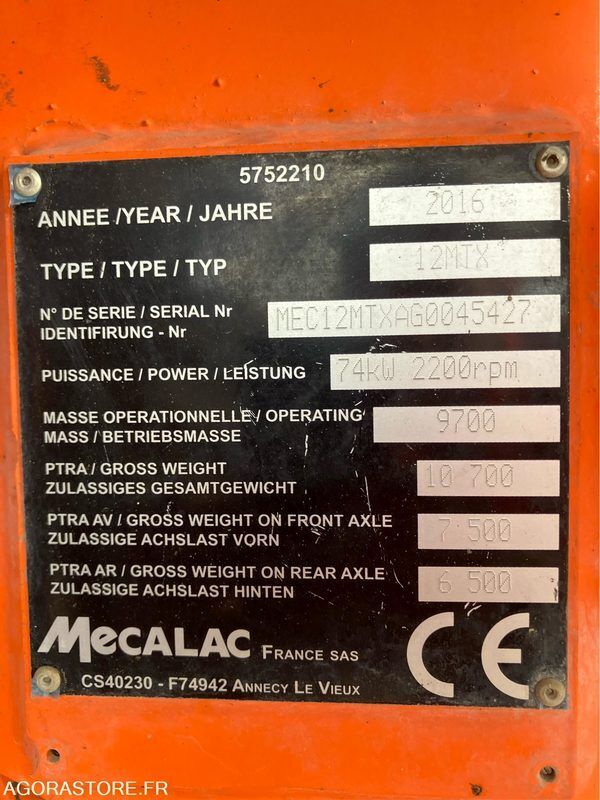 5752210
ANNEE /YEAR / JAHRE 2016
TYPE / TYPE / TYP 12MTX
N° DE SERIE / SERIAL Nr
IDENTIFIRUNG - Nr MEC12MTXAG0045427
PUISSANCE / POWER / LEISTUNG 74kW 2200rpm
MASSE OPERATIONNELLE / OPERATING
MASS / BETRIEBSMASSE 9700
PTRA / GROSS WEIGHT
ZULASSIGES GESAMTGEWICHT 10 700
PTRA AV / GROSS WEIGHT ON FRONT AXLE
ZULASSIGE ACHSLAST VORN 7 500
PTRA AR / GROSS WEIGHT ON REAR AXLE
ZULASSIGE ACHSLAST HINTEN 6 500
MECALAC FRANCE SAS CE
CS40230 - F74942 ANNECY LE VIEUX
AGORASTORE.FR